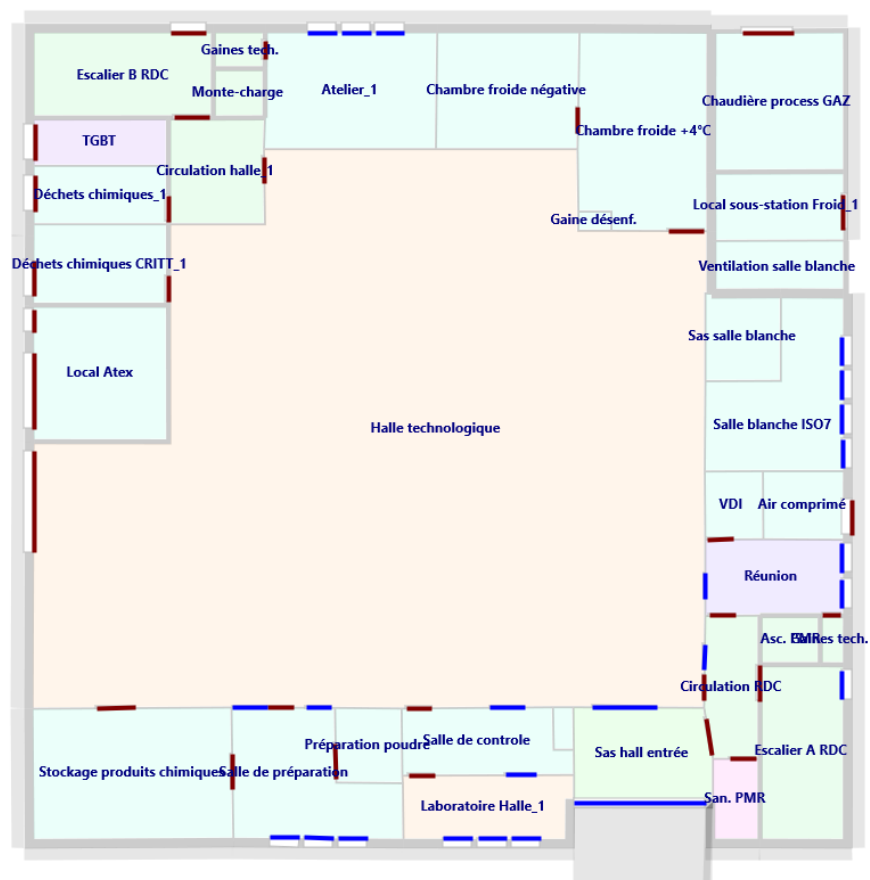 Gaines tech.
Escalier B RDC
Monte-charge
Atelier_1
Chambre froide négative
Chaudière process GAZ
Chambre froide +4°C
TGBT
Circulation halle_1
Déchets chimiques_1
Local sous-station Froid_1
Gaine désenf.
Déchets chimiques CRITT_1
Ventilation salle blanche
Sas salle blanche
Local Atex
Halle technologique
Salle blanche ISO7
VDI
Air comprimé
Réunion
Asc. PMR
Gaines tech.
Circulation RDC
Préparation poudre
Salle de controle
Sas hall entrée
Escalier A RDC
Stockage produits chimiques
Salle de préparation
San. PMR
Laboratoire Halle_1